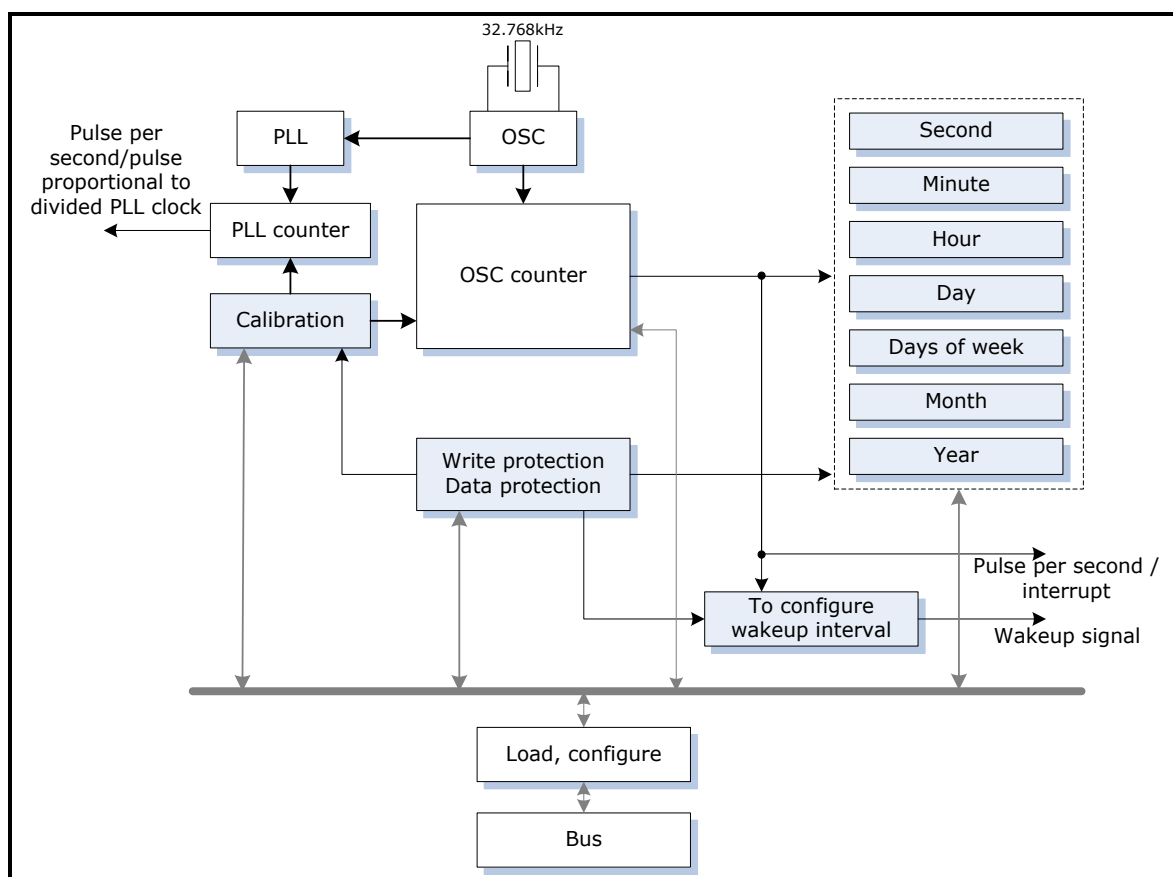 32.768kHz
PLL
OSC
Pulse per
second/pulse
proportional to
divided PLL clock
PLL counter
OSC counter
Calibration
Second
Minute
Hour
Day
Days of week
Month
Year
Write protection
Data protection
To configure
wakeup interval
Pulse per second /
interrupt
Wakeup signal
Load, configure
Bus